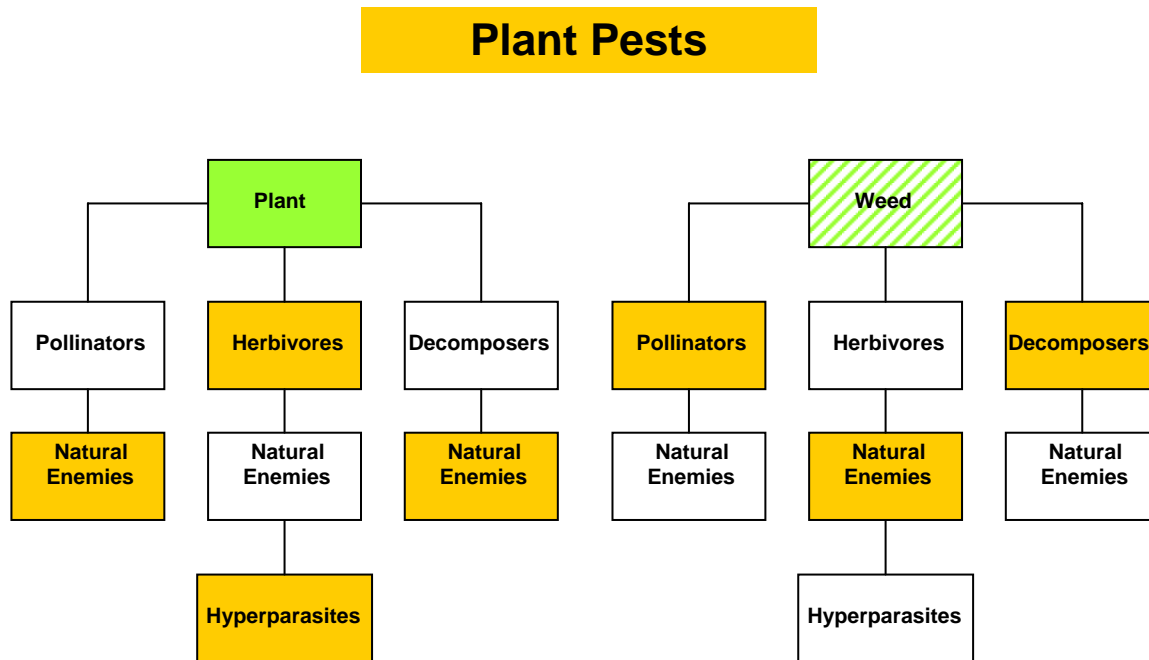 Plant Pests
Plant
Weed
Pollinators
Herbivores
Decomposers
Pollinators
Herbivores
Decomposers
Natural
Enemies
Natural
Enemies
Natural
Enemies
Natural
Enemies
Natural
Enemies
Natural
Enemies
Hyperparasites
Hyperparasites